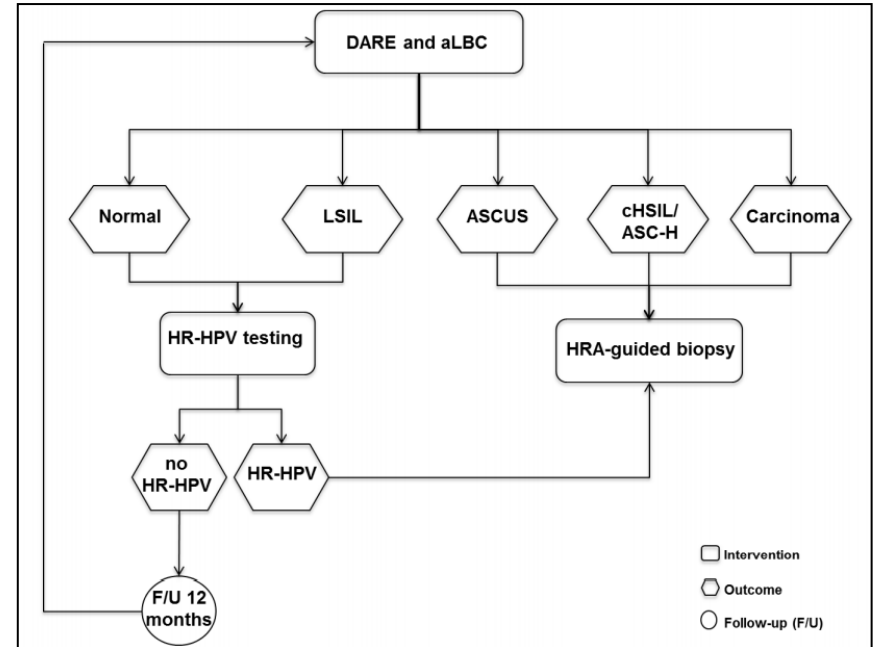 DARE and aLBC
Normal
LSIL
ASCUS
cHSIL/
ASC-H
Carcinoma
HR-HPV testing
HRA-guided biopsy
no
HR-HPV
HR-HPV
F/U 12
months
Intervention
Outcome
Follow-up (F/U)